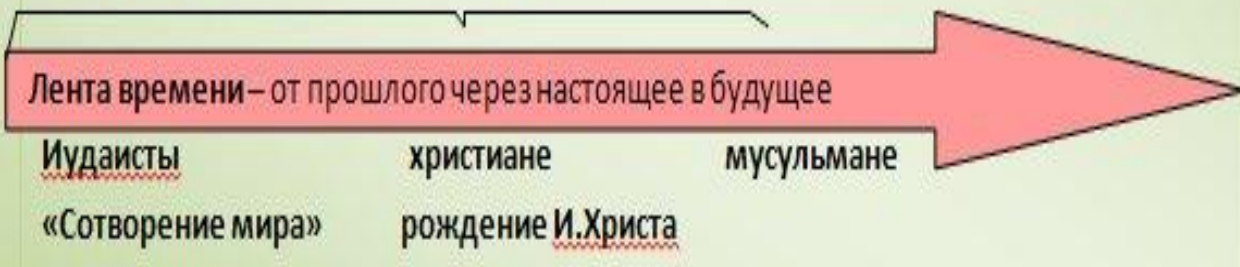 Лента времени– от прошлого через настоящее в будущее
Иудаисты христиане мусульмане
«Сотворение мира» рождение И.Христа